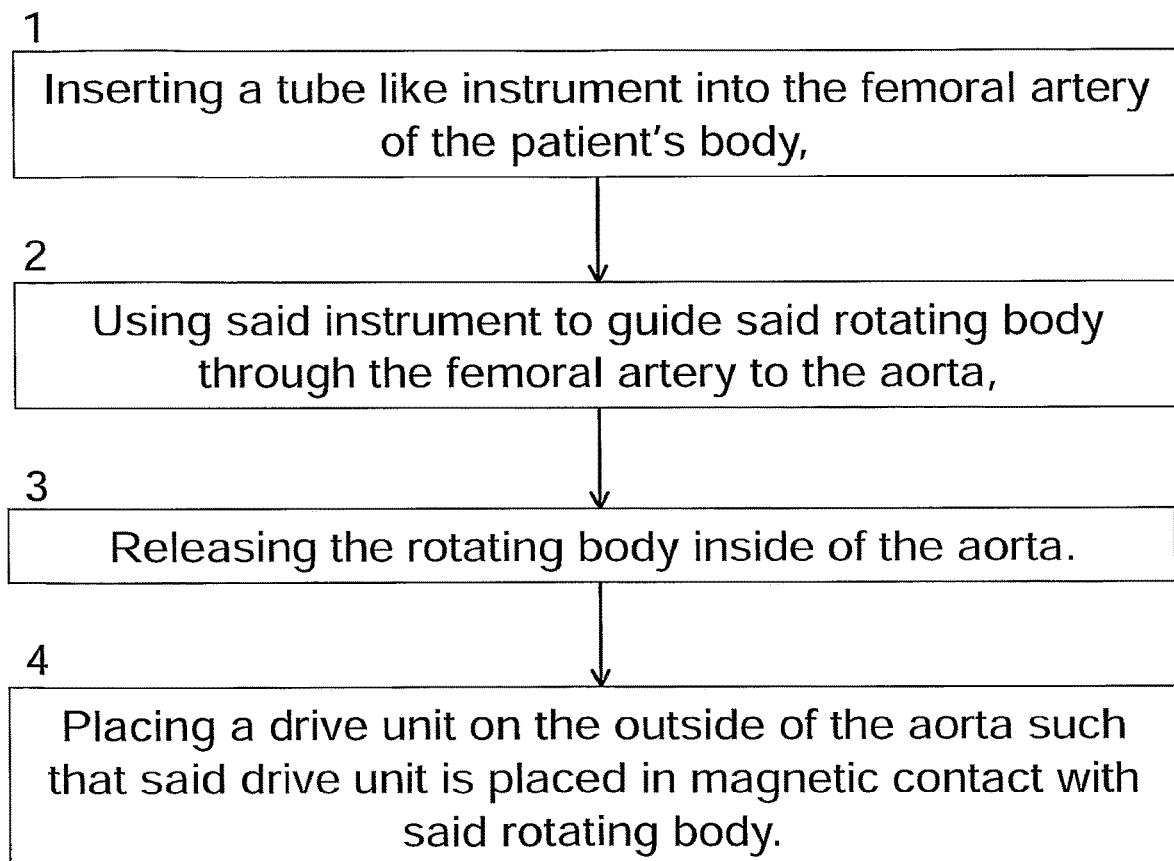 1
Inserting a tube like instrument into the femoral artery
of the patient's body,
2
Using said instrument to guide said rotating body
through the femoral artery to the aorta,
3
Releasing the rotating body inside of the aorta.
4
Placing a drive unit on the outside of the aorta such
that said drive unit is placed in magnetic contact with
said rotating body.